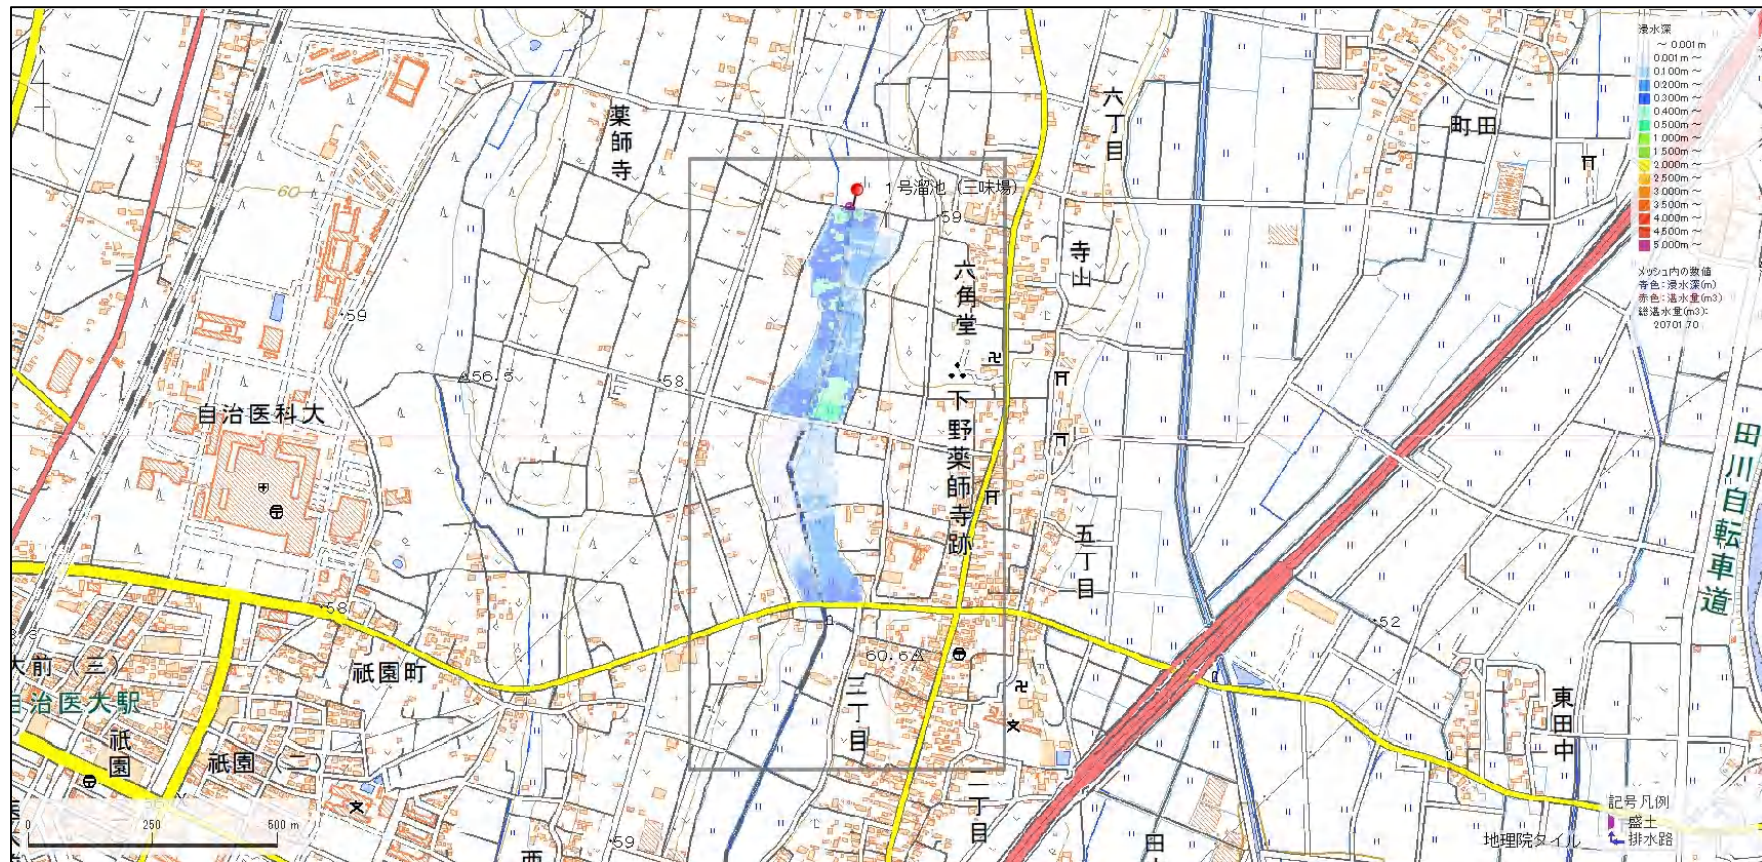 浸水深
～ 0.001m
0.001m ～
0.100m ～
0.200m ～
0.300m ～
0.400m ～
0.500m ～
1.000m ～
1.500m ～
2.000m ～
2.500m ～
3.000m ～
3.500m ～
4.000m ～
4.500m ～
5.000m ～
メッシュ内の数値
青色：浸水深(m)
赤色：湛水量(m3)
総湛水量(m3):
20701.70
六丁目
薬師寺
町田
60
1号溜池（三味場）
59
寺山
六角堂
59
58
56.5
自治医科大
下野薬師寺跡
田川自転車道
五丁目
58
52
60.6
祇園町
大前（三）
自治医大駅
三丁目
東田中
祇園
祇園（二）
二丁目
59
西
田
0
250
500 m
記号凡例
盛土
排水路
地理院タイル